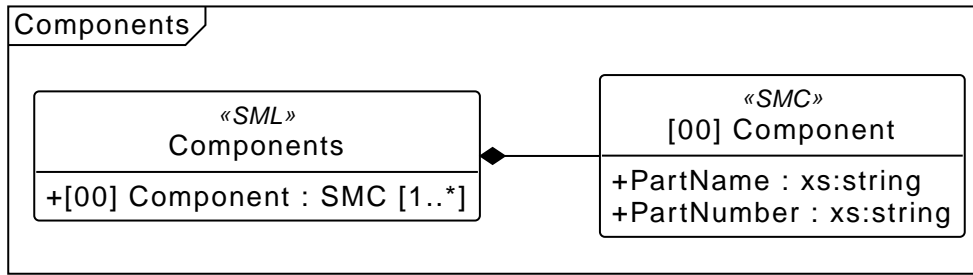 Components
«SML»
Components
+[00] Component : SMC [1..*]
«SMC»
[00] Component
+PartName : xs:string
+PartNumber : xs:string